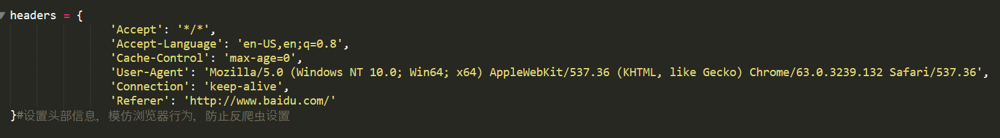 headers = {
'Accept': '*/*',
'Accept-Language': 'en-US,en;q=0.8',
'Cache-Control': 'max-age=0',
'User-Agent': 'Mozilla/5.0 (Windows NT 10.0; Win64; x64) AppleWebKit/537.36 (KHTML, like Gecko) Chrome/63.0.3239.132 Safari/537.36',
'Connection': 'keep-alive',
'Referer': 'http://www.baidu.com/'
}#设置头部信息，模仿浏览器行为，防止反爬虫设置